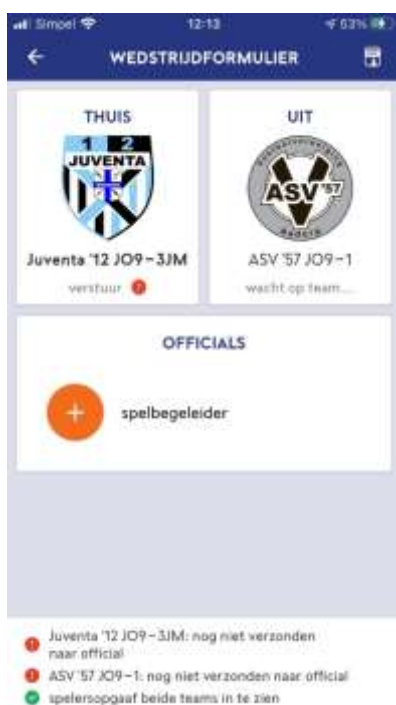 Simpel 12:13 53%
WEDSTRIJDFORMULIER
THUIS UIT
1 2
JUVENTA
ASV '57
Juventa '12 JO9-3JM ASV '57 JO9-1
verstuur wacht op team...
OFFICIALS
+ spelbegeleider
Juventa '12 JO9-3JM: nog niet verzonden
naar official
ASV '57 JO9-1: nog niet verzonden naar official
spelersopgaaf beide teams in te zien